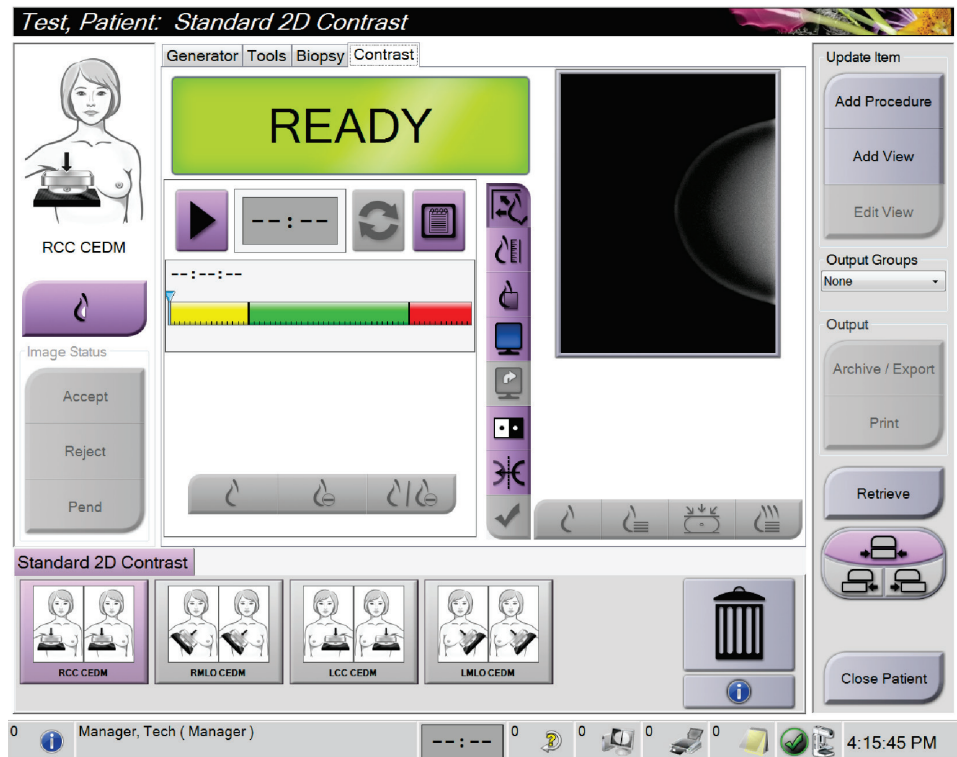 Test, Patient: Standard 2D Contrast
Generator Tools Biopsy Contrast
READY
--:--
--:--:--
RCC CEDM
Image Status
Accept
Reject
Pend
Update Item
Add Procedure
Add View
Edit View
Output Groups
None
Output
Archive / Export
Print
Retrieve
Close Patient
Standard 2D Contrast
RCC CEDM
RMLO CEDM
LCC CEDM
LMLO CEDM
0 Manager, Tech ( Manager ) --:-- 0 0 0 0 4:15:45 PM